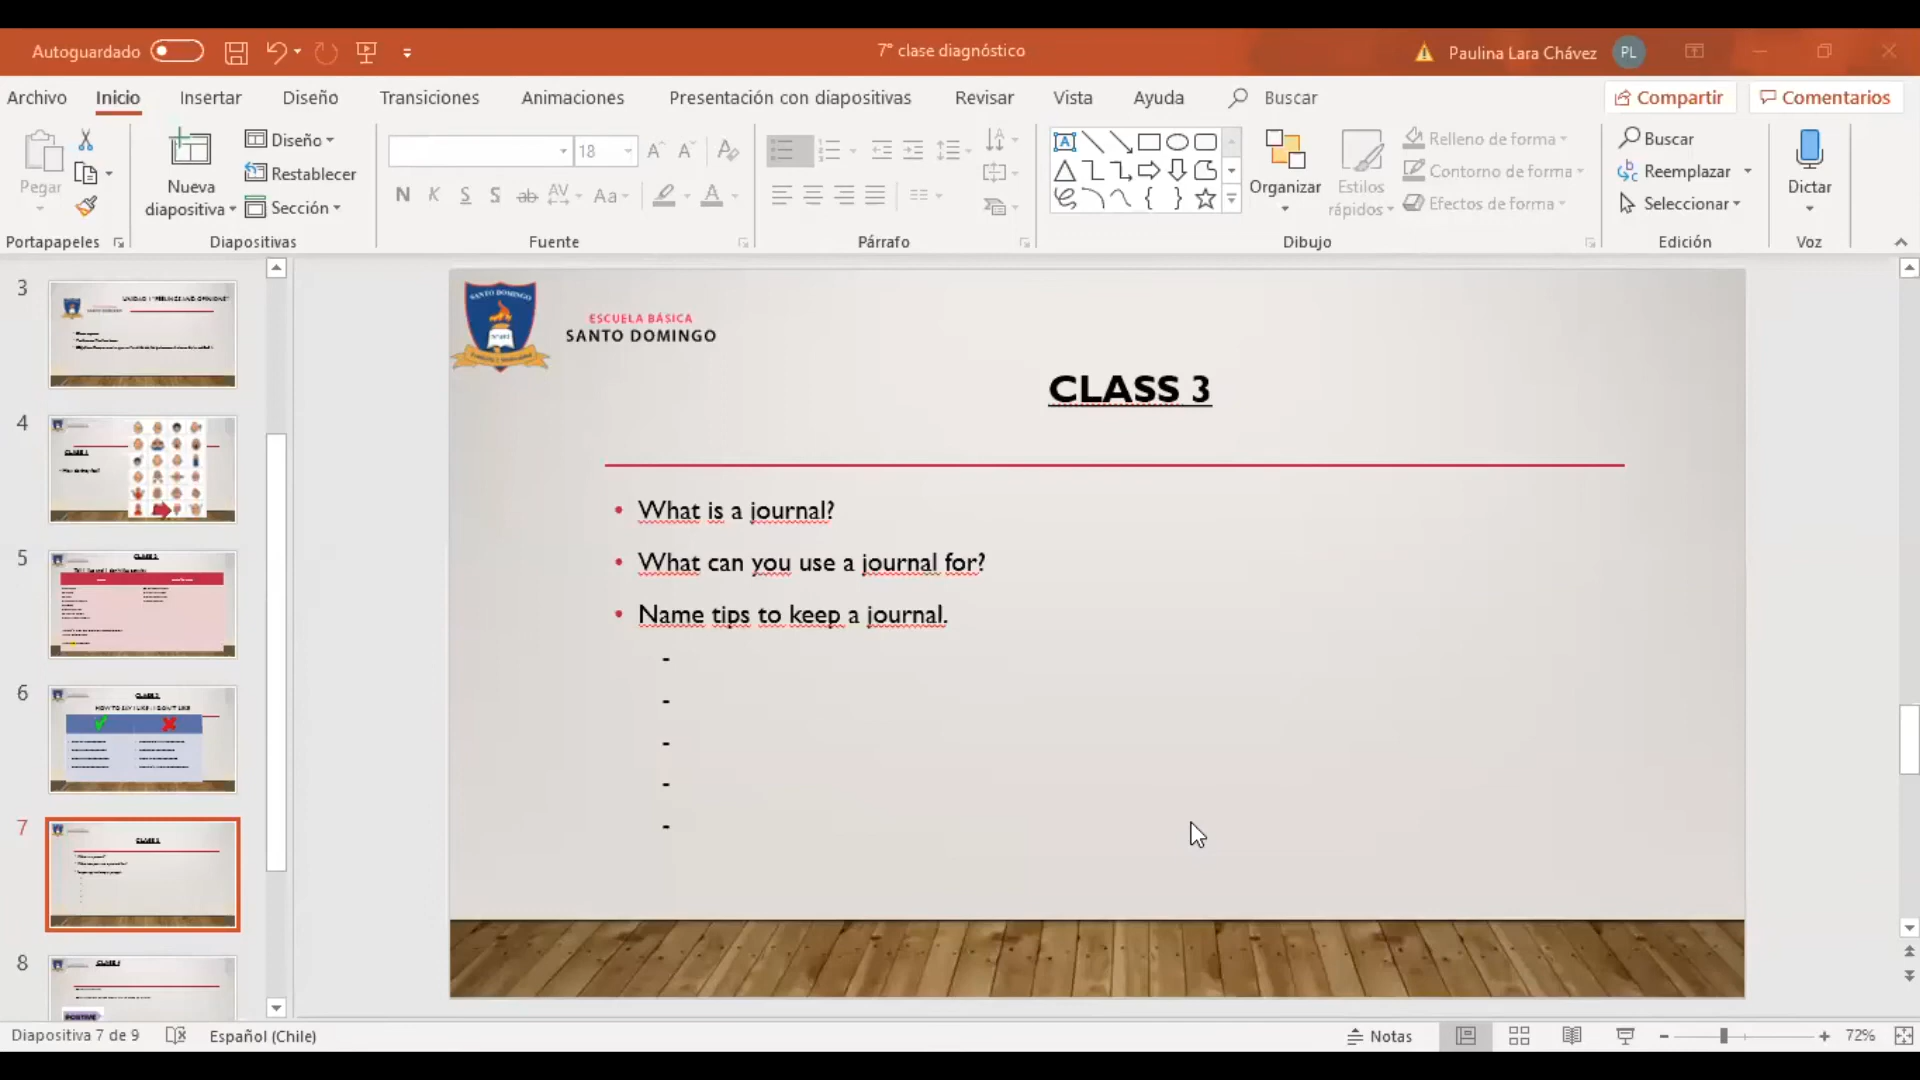 Autoguardado
7° clase diagnóstico
Paulina Lara Chávez
PL
Archivo
Inicio
Insertar
Diseño
Transiciones
Animaciones
Presentación con diapositivas
Revisar
Vista
Ayuda
Buscar
Compartir
Comentarios
Pegar
Nueva
diapositiva
Diseño
Restablecer
Sección
18
N K S S ab AV Aa A
Organizar
Estilos
rápidos
Relleno de forma
Contorno de forma
Efectos de forma
Buscar
Reemplazar
Seleccionar
Dictar
Portapapeles
Diapositivas
Fuente
Párrafo
Dibujo
Edición
Voz
3
4
5
6
7
8
SANTO DOMINGO
ESCUELA BÁSICA
SANTO DOMINGO
CLASS 3
• What is a journal?
• What can you use a journal for?
• Name tips to keep a journal.
-
-
-
-
-
Diapositiva 7 de 9
Español (Chile)
Notas
72%